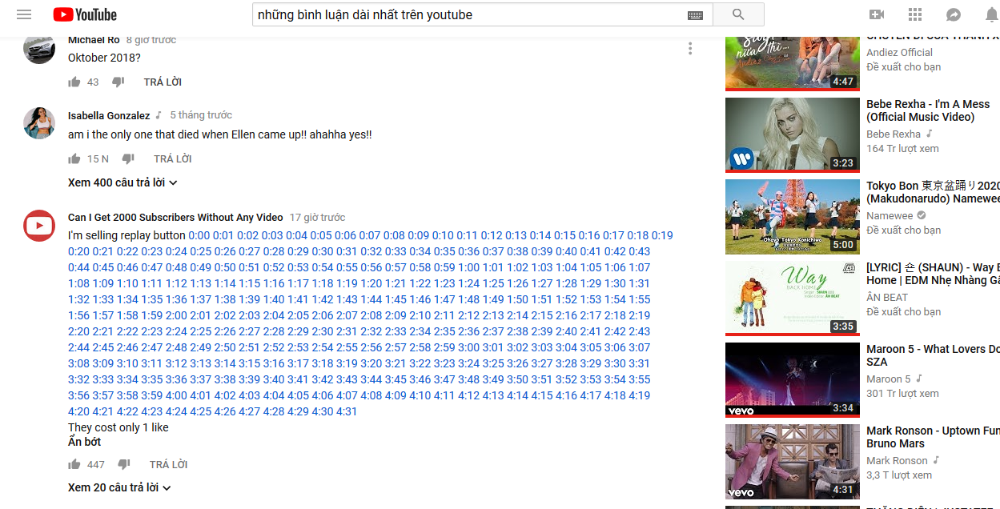 YouTube
những bình luận dài nhất trên youtube
Michael Ro 8 giờ trước
Oktober 2018?
43 TRẢ LỜI
Isabella Gonzalez 5 tháng trước
am i the only one that died when Ellen came up!! ahahha yes!!
15 N TRẢ LỜI
Xem 400 câu trả lời
Can I Get 2000 Subscribers Without Any Video 17 giờ trước
I'm selling replay button 0:00 0:01 0:02 0:03 0:04 0:05 0:06 0:07 0:08 0:09 0:10 0:11 0:12 0:13 0:14 0:15 0:16 0:17 0:18 0:19
0:20 0:21 0:22 0:23 0:24 0:25 0:26 0:27 0:28 0:29 0:30 0:31 0:32 0:33 0:34 0:35 0:36 0:37 0:38 0:39 0:40 0:41 0:42 0:43
0:44 0:45 0:46 0:47 0:48 0:49 0:50 0:51 0:52 0:53 0:54 0:55 0:56 0:57 0:58 0:59 1:00 1:01 1:02 1:03 1:04 1:05 1:06 1:07
1:08 1:09 1:10 1:11 1:12 1:13 1:14 1:15 1:16 1:17 1:18 1:19 1:20 1:21 1:22 1:23 1:24 1:25 1:26 1:27 1:28 1:29 1:30 1:31
1:32 1:33 1:34 1:35 1:36 1:37 1:38 1:39 1:40 1:41 1:42 1:43 1:44 1:45 1:46 1:47 1:48 1:49 1:50 1:51 1:52 1:53 1:54 1:55
1:56 1:57 1:58 1:59 2:00 2:01 2:02 2:03 2:04 2:05 2:06 2:07 2:08 2:09 2:10 2:11 2:12 2:13 2:14 2:15 2:16 2:17 2:18 2:19
2:20 2:21 2:22 2:23 2:24 2:25 2:26 2:27 2:28 2:29 2:30 2:31 2:32 2:33 2:34 2:35 2:36 2:37 2:38 2:39 2:40 2:41 2:42 2:43
2:44 2:45 2:46 2:47 2:48 2:49 2:50 2:51 2:52 2:53 2:54 2:55 2:56 2:57 2:58 2:59 3:00 3:01 3:02 3:03 3:04 3:05 3:06 3:07
3:08 3:09 3:10 3:11 3:12 3:13 3:14 3:15 3:16 3:17 3:18 3:19 3:20 3:21 3:22 3:23 3:24 3:25 3:26 3:27 3:28 3:29 3:30 3:31
3:32 3:33 3:34 3:35 3:36 3:37 3:38 3:39 3:40 3:41 3:42 3:43 3:44 3:45 3:46 3:47 3:48 3:49 3:50 3:51 3:52 3:53 3:54 3:55
3:56 3:57 3:58 3:59 4:00 4:01 4:02 4:03 4:04 4:05 4:06 4:07 4:08 4:09 4:10 4:11 4:12 4:13 4:14 4:15 4:16 4:17 4:18 4:19
4:20 4:21 4:22 4:23 4:24 4:25 4:26 4:27 4:28 4:29 4:30 4:31
They cost only 1 like
Ẩn bớt
447 TRẢ LỜI
Xem 20 câu trả lời
nữa thì...
Andiez
4:47
Andiez Official
Đề xuất cho bạn
3:23
Bebe Rexha - I'm A Mess
(Official Music Video)
Bebe Rexha
164 Tr lượt xem
Ohayo Tokyo Konichiwa
5:00
Tokyo Bon 東京盆踊り2020
(Makudonarudo) Namewee
Namewee
Đề xuất cho bạn
Way
BACK HOME
3:35
[LYRIC] 숀 (SHAUN) - Way B
Home | EDM Nhẹ Nhàng Gâ
ÂN BEAT
Đề xuất cho bạn
vevo
3:34
Maroon 5 - What Lovers Do
SZA
Maroon 5
301 Tr lượt xem
vevo
4:31
Mark Ronson - Uptown Fun
Bruno Mars
Mark Ronson
3,3 T lượt xem